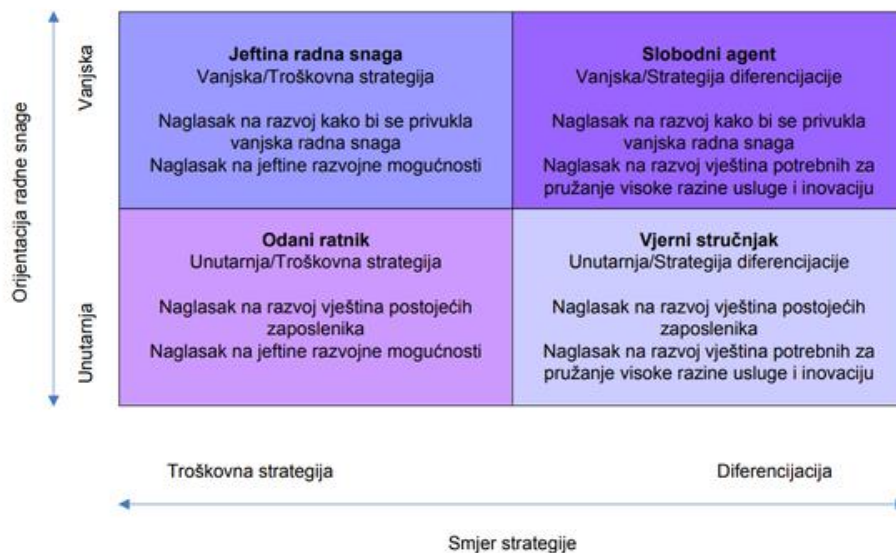 Orijentacija radne snage
Vanjska
Unutarnja
Jeftina radna snaga
Vanjska/Troškovna strategija
Naglasak na razvoj kako bi se privukla
vanjska radna snaga
Naglasak na jeftine razvojne mogućnosti
Slobodni agent
Vanjska/Strategija diferencijacije
Naglasak na razvoj kako bi se privukla
vanjska radna snaga
Naglasak na razvoj vještina potrebnih za
pružanje visoke razine usluge i inovaciju
Odani ratnik
Unutarnja/Troškovna strategija
Naglasak na razvoj vještina postojećih
zaposlenika
Naglasak na jeftine razvojne mogućnosti
Vjerni stručnjak
Unutarnja/Strategija diferencijacije
Naglasak na razvoj vještina postojećih
zaposlenika
Naglasak na razvoj vještina potrebnih za
pružanje visoke razine usluge i inovaciju
Troškovna strategija
Diferencijacija
Smjer strategije